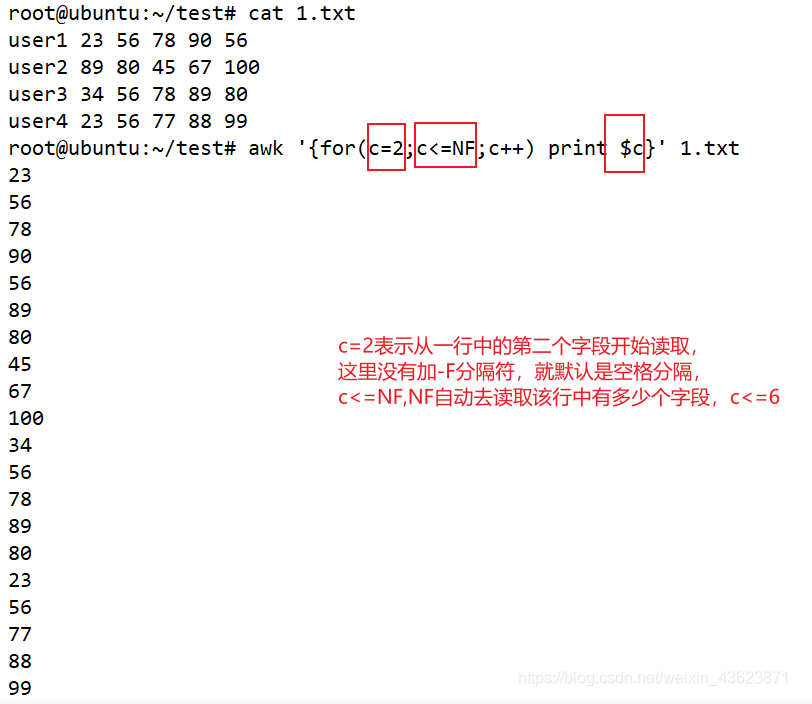 root@ubuntu:~/test# cat 1.txt
user1 23 56 78 90 56
user2 89 80 45 67 100
user3 34 56 78 89 80
user4 23 56 77 88 99
root@ubuntu:~/test# awk '{for(c=2;c<=NF;c++) print $c}' 1.txt
23
56
78
90
56
89
80
45
67
100
34
56
78
89
80
23
56
77
88
99
c=2表示从一行中的第二个字段开始读取，
这里没有加-F分隔符，就默认是空格分隔，
c<=NF,NF自动去读取该行中有多少个字段，c<=6
https://blog.csdn.net/weixin_43623871